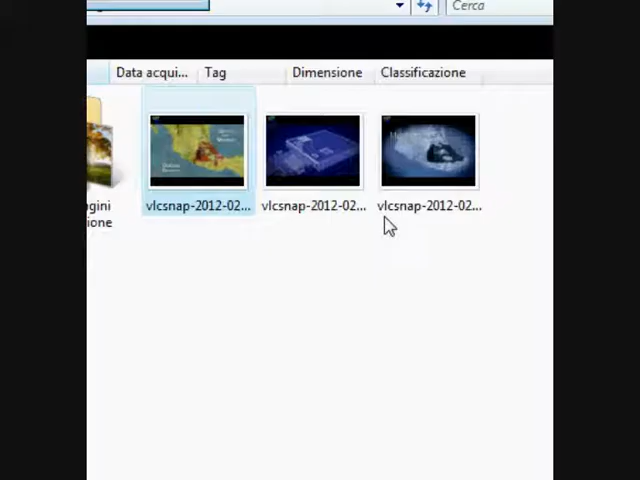 Cerca
Data acqui... Tag Dimensione Classificazione
vlcsnap-2012-02... vlcsnap-2012-02... vlcsnap-2012-02...
gini
ione